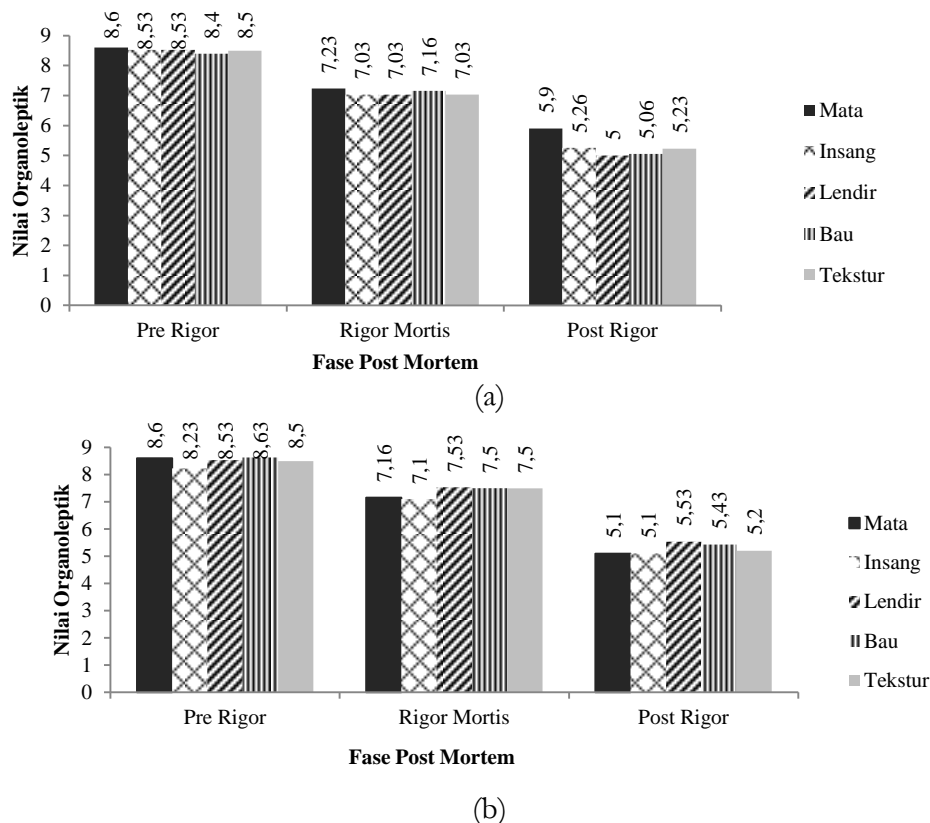 8,6 8,53 8,53 8,4 8,5 7,23 7,03 7,03 7,16 7,03 5,9 5,26 5 5,06 5,23
9
8
7
6
5
4
3
2
1
0
Nilai Organoleptik
Mata
Insang
Lendir
Bau
Tekstur
Pre Rigor Rigor Mortis Post Rigor
Fase Post Mortem
(a)
8,6 8,23 8,53 8,63 8,5 7,16 7,1 7,53 7,5 7,5 5,1 5,1 5,53 5,43 5,2
9
8
7
6
5
4
3
2
1
0
Nilai Organoleptik
Mata
Insang
Lendir
Bau
Tekstur
Pre Rigor Rigor Mortis Post Rigor
Fase Post Mortem
(b)